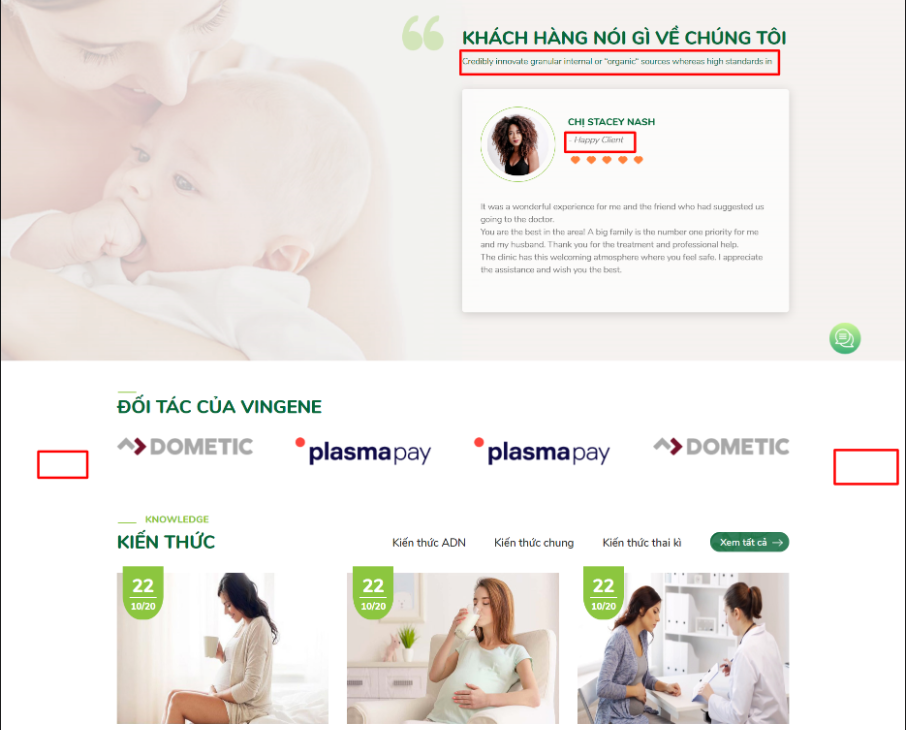 KHÁCH HÀNG NÓI GÌ VỀ CHÚNG TÔI
Credibly innovate granular internal or "organic" sources whereas high standards in
CHỊ STACEY NASH
- Happy Client
It was a wonderful experience for me and the friend who had suggested us
going to the doctor.
You are the best in the area! A big family is the number one priority for me
and my husband. Thank you for the treatment and professional help.
The clinic has this welcoming atmosphere where you feel safe. I appreciate
the assistance and wish you the best.
ĐỐI TÁC CỦA VINGENE
DOMETIC plasmapay plasmapay DOMETIC
KNOWLEDGE
KIẾN THỨC Kiến thức ADN Kiến thức chung Kiến thức thai kì Xem tất cả →
22 22 22
10/20 10/20 10/20